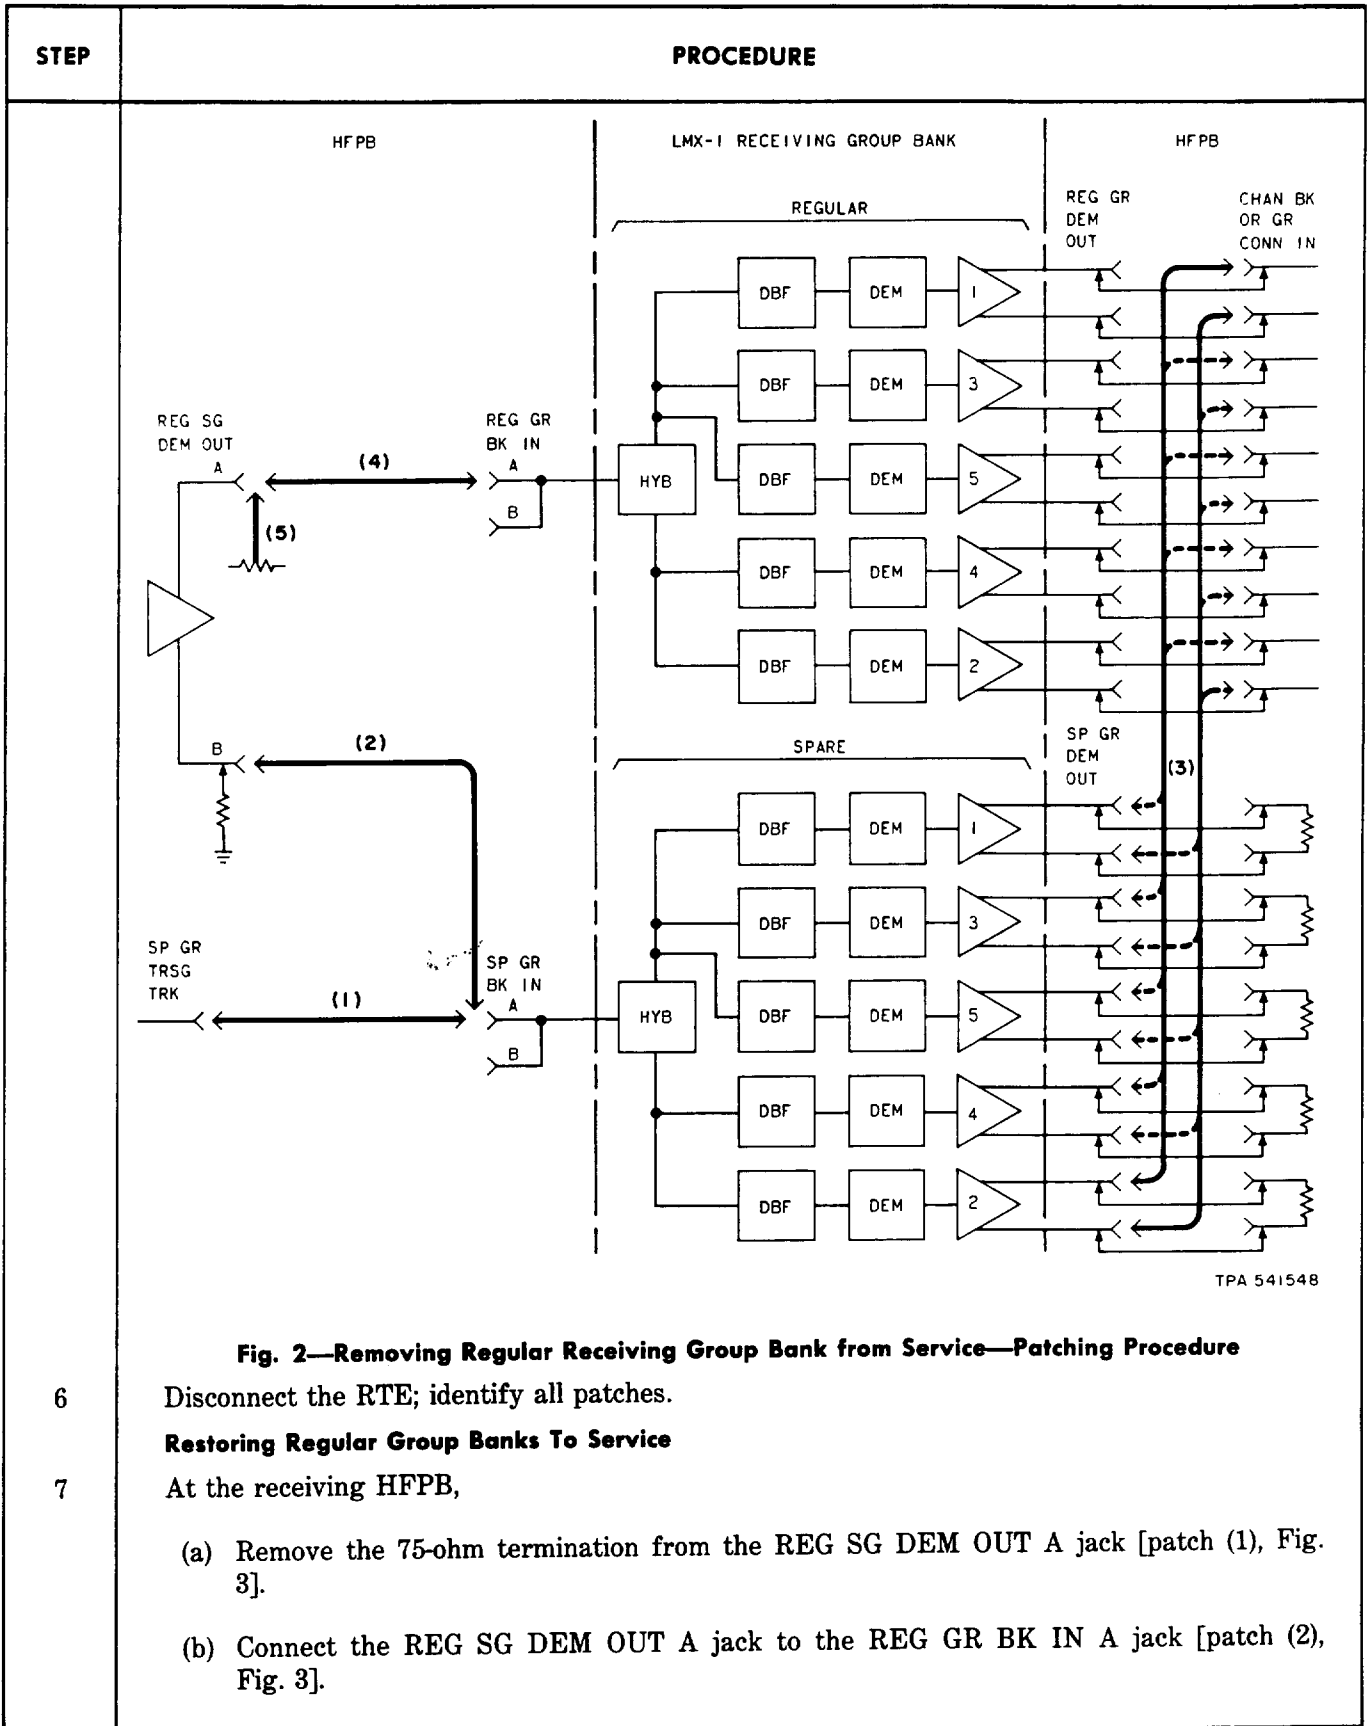 STEP
PROCEDURE
HFPB
LMX-1 RECEIVING GROUP BANK
HFPB
REGULAR
REG GR
DEM
OUT
CHAN BK
OR GR
CONN IN
DBF DEM 1
DBF DEM 3
REG SG
DEM OUT
A
(4)
(5)
REG GR
BK IN
A
B
HYB
DBF DEM 5
DBF DEM 4
DBF DEM 2
B
(2)
SPARE
SP GR
DEM
OUT
(3)
DBF DEM 1
DBF DEM 3
SP GR
TRSG
TRK
(1)
SP GR
BK IN
A
B
HYB
DBF DEM 5
DBF DEM 4
DBF DEM 2
TPA 541548
Fig. 2—Removing Regular Receiving Group Bank from Service—Patching Procedure
6 Disconnect the RTE; identify all patches.
Restoring Regular Group Banks To Service
7 At the receiving HFPB,
(a) Remove the 75-ohm termination from the REG SG DEM OUT A jack [patch (1), Fig.
3].
(b) Connect the REG SG DEM OUT A jack to the REG GR BK IN A jack [patch (2),
Fig. 3].